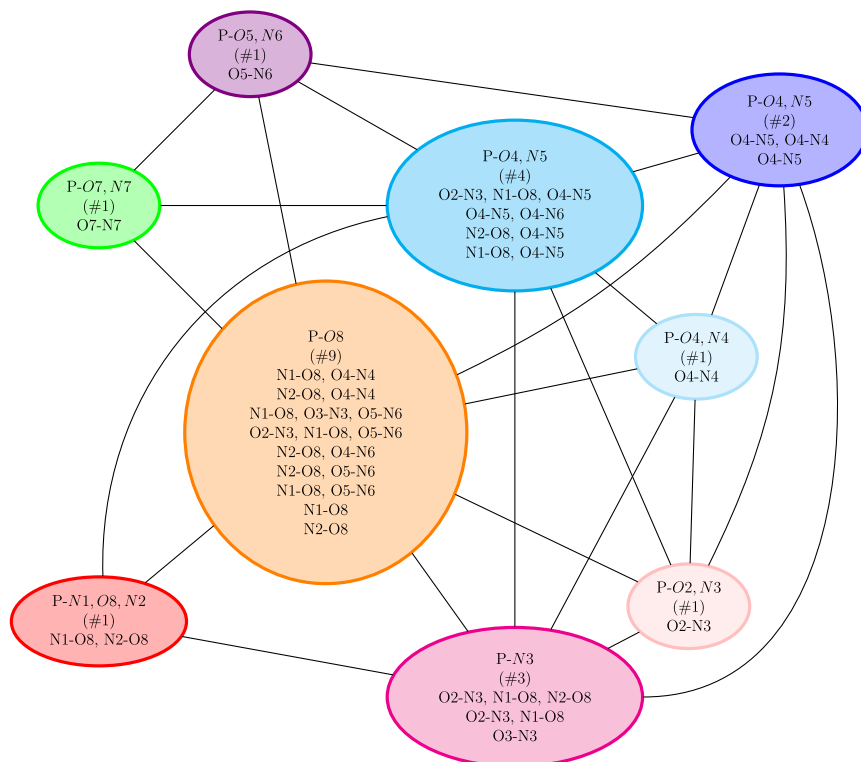 P-O5, N6
(#1)
O5-N6
P-O4, N5
(#2)
O4-N5, O4-N4
O4-N5
P-O4, N5
(#4)
O2-N3, N1-O8, O4-N5
O4-N5, O4-N6
N2-O8, O4-N5
N1-O8, O4-N5
P-O7, N7
(#1)
O7-N7
P-O8
(#9)
N1-O8, O4-N4
N2-O8, O4-N4
N1-O8, O3-N3, O5-N6
O2-N3, N1-O8, O5-N6
N2-O8, O4-N6
N2-O8, O5-N6
N1-O8, O5-N6
N1-O8
N2-O8
P-O4, N4
(#1)
O4-N4
P-N1, O8, N2
(#1)
N1-O8, N2-O8
P-O2, N3
(#1)
O2-N3
P-N3
(#3)
O2-N3, N1-O8, N2-O8
O2-N3, N1-O8
O3-N3